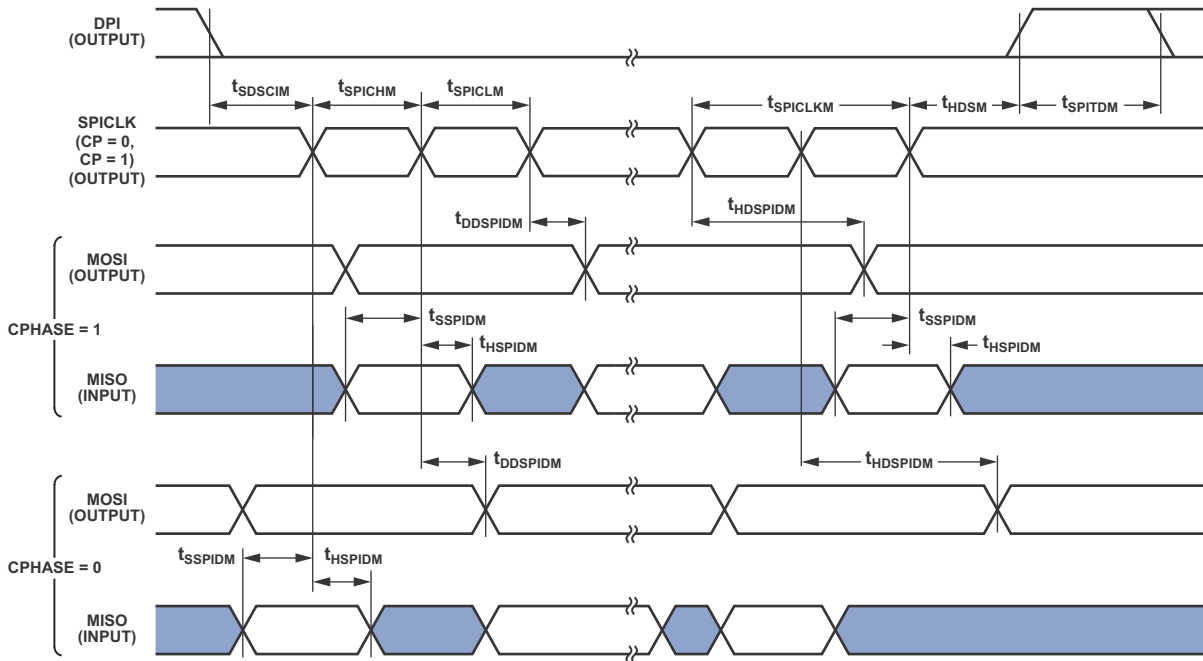 DPI
(OUTPUT)
tSDSCIM
tSPICHM
tSPICLM
tSPICLKM
tHDSM
tSPITDM
SPICLK
(CP = 0,
CP = 1)
(OUTPUT)
tDDSPIDM
tHDSPIDM
MOSI
(OUTPUT)
CPHASE = 1
tSSPIDM
tSSPIDM
tHSPIDM
tHSPIDM
MISO
(INPUT)
tDDSPIDM
tHDSPIDM
MOSI
(OUTPUT)
tSSPIDM
tHSPIDM
CPHASE = 0
MISO
(INPUT)